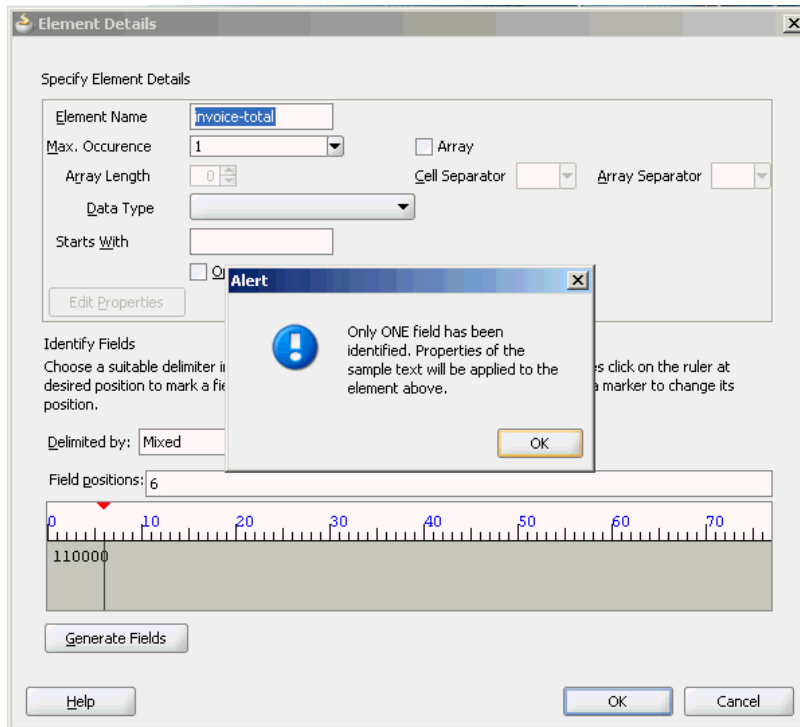 Element Details
Specify Element Details
Element Name invoice-total
Max. Occurence 1 Array
Array Length 0 Cell Separator Array Separator
Data Type
Starts With
Edit Properties
Alert
Only ONE field has been
identified. Properties of the
sample text will be applied to the
element above.
OK
Identify Fields
Choose a suitable delimiter click on the ruler at
desired position to mark a marker to change its
position.
Delimited by: Mixed
Field positions: 6
0 10 20 30 40 50 60 70
110000
Generate Fields
Help OK Cancel